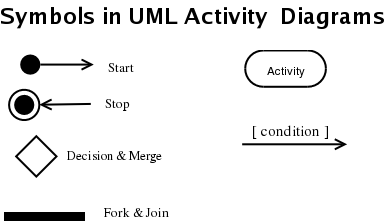 Symbols in UML Activity Diagrams
Start
Activity
Stop
[ condition ]
Decision & Merge
Fork & Join